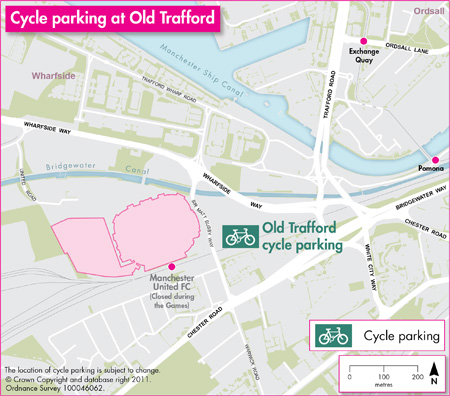 Cycle parking at Old Trafford
Ordsall
Exchange
Quay
ORDSALL LANE
Manchester Ship Canal
TRAFFORD WHARF ROAD
TRAFFORD ROAD
Wharfside
WHARFSIDE WAY
Pomona
Bridgewater
Canal
WHARFSIDE
WAY
BRIDGEWATER WAY
UNITED ROAD
SIR MATT BUSBY WAY
CHESTER ROAD
Old Trafford
cycle parking
WHITE CITY WAY
Manchester
United FC
(Closed during
the Games)
CHESTER ROAD
WARWICK ROAD
Cycle parking
The location of cycle parking is subject to change.
© Crown Copyright and database right 2011.
Ordnance Survey 100046062.
0 100 200
metres
N